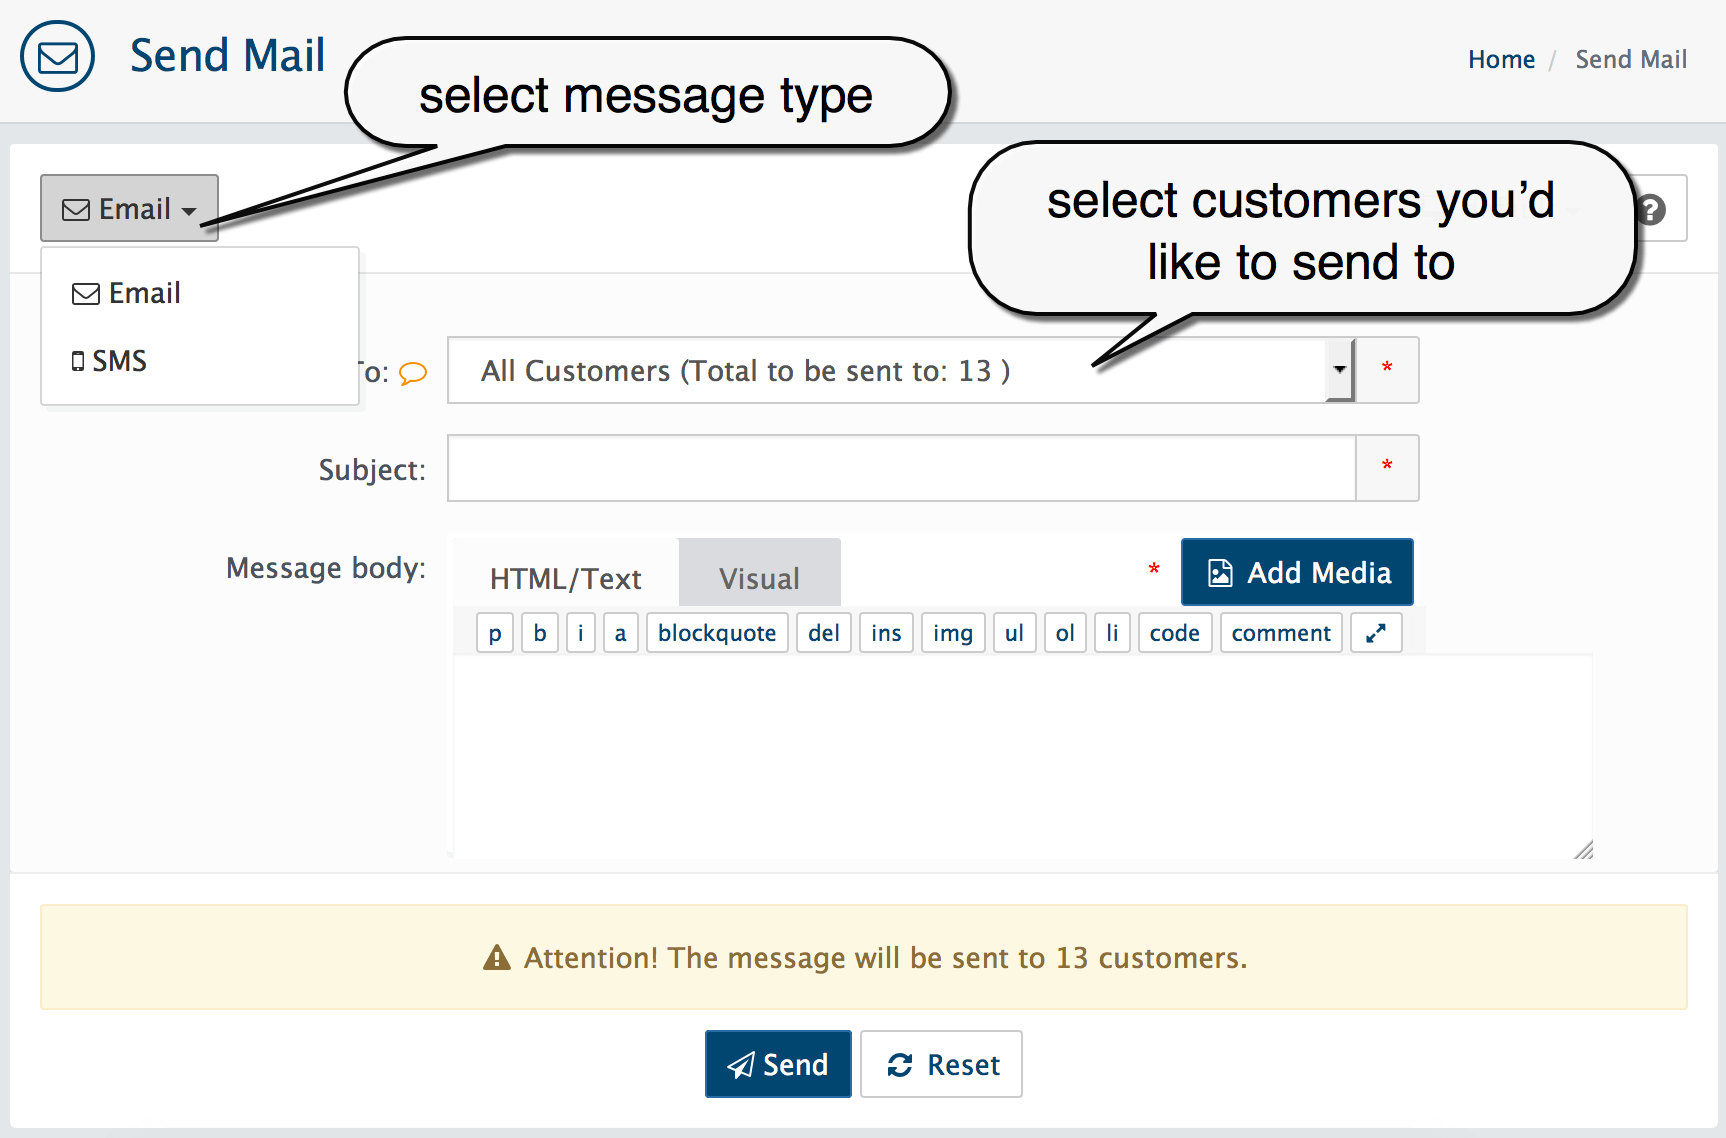 Send Mail
Home / Send Mail
select message type
select customers you’d
like to send to
Email
Email
SMS
o:
All Customers (Total to be sent to: 13 )
*
Subject:
*
Message body:
HTML/Text
Visual
*
Add Media
p b i a blockquote del ins img ul ol li code comment
Attention! The message will be sent to 13 customers.
Send
Reset